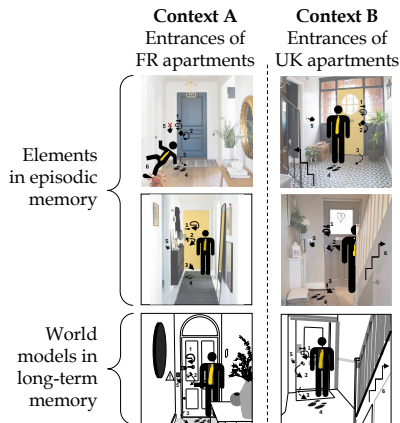 Context A
Entrances of
FR apartments
Context B
Entrances of
UK apartments
Elements
in episodic
memory
World
models in
long-term
memory